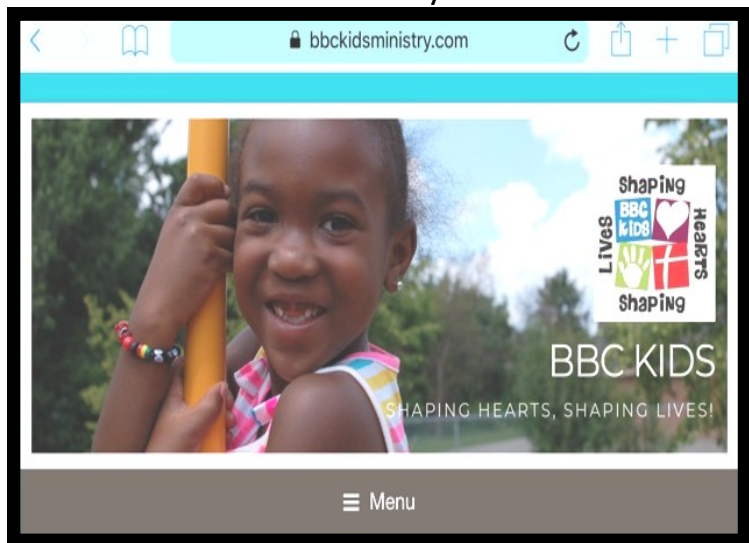 bbckidsministry.com
Shaping
Lives
BBC
KIDS
Hearts
Shaping
BBC KIDS
SHAPING HEARTS, SHAPING LIVES!
Menu